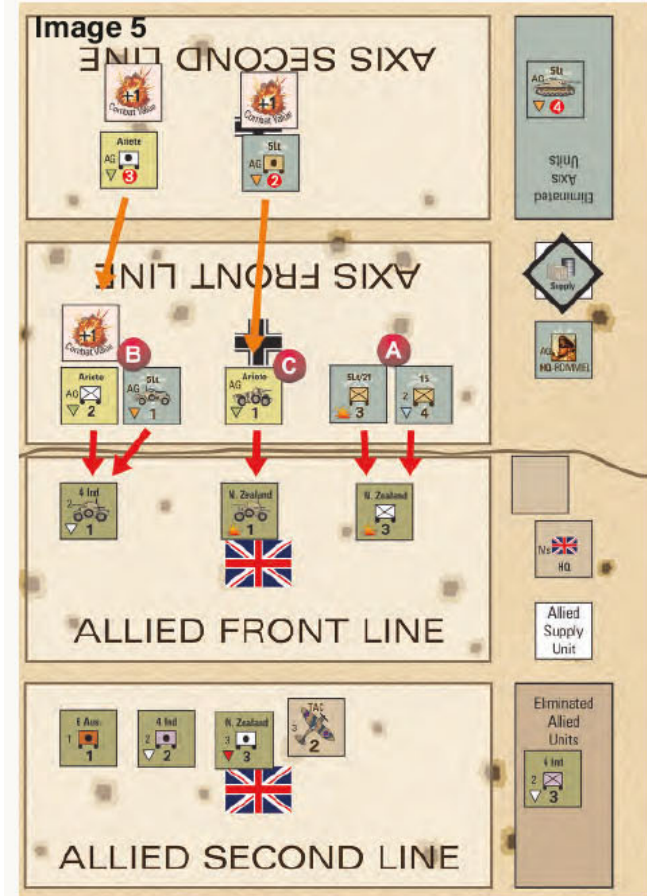 Image 5
AXIS SECOND LINE
+1
Combat Value
+1
Combat Value
Ariete
AG
3
5Lt
AG
2
5Lt
AG
4
Eliminated
Axis
Units
AXIS FRONT LINE
+1
Combat Value
B
C
A
Ariete
AG
2
5Lt
AG
1
Ariete
AG
1
5Lt/21
3
15
2
4
Supply
HQ-ROMMEL
4 Ind
2
1
N. Zealand
1
N. Zealand
3
ALLIED FRONT LINE
HQ
Allied
Supply
Unit
1
1
4 Ind
2
2
N. Zealand
3
3
TAC
3
2
ALLIED SECOND LINE
Eliminated
Allied
Units
4 Ind
2
3